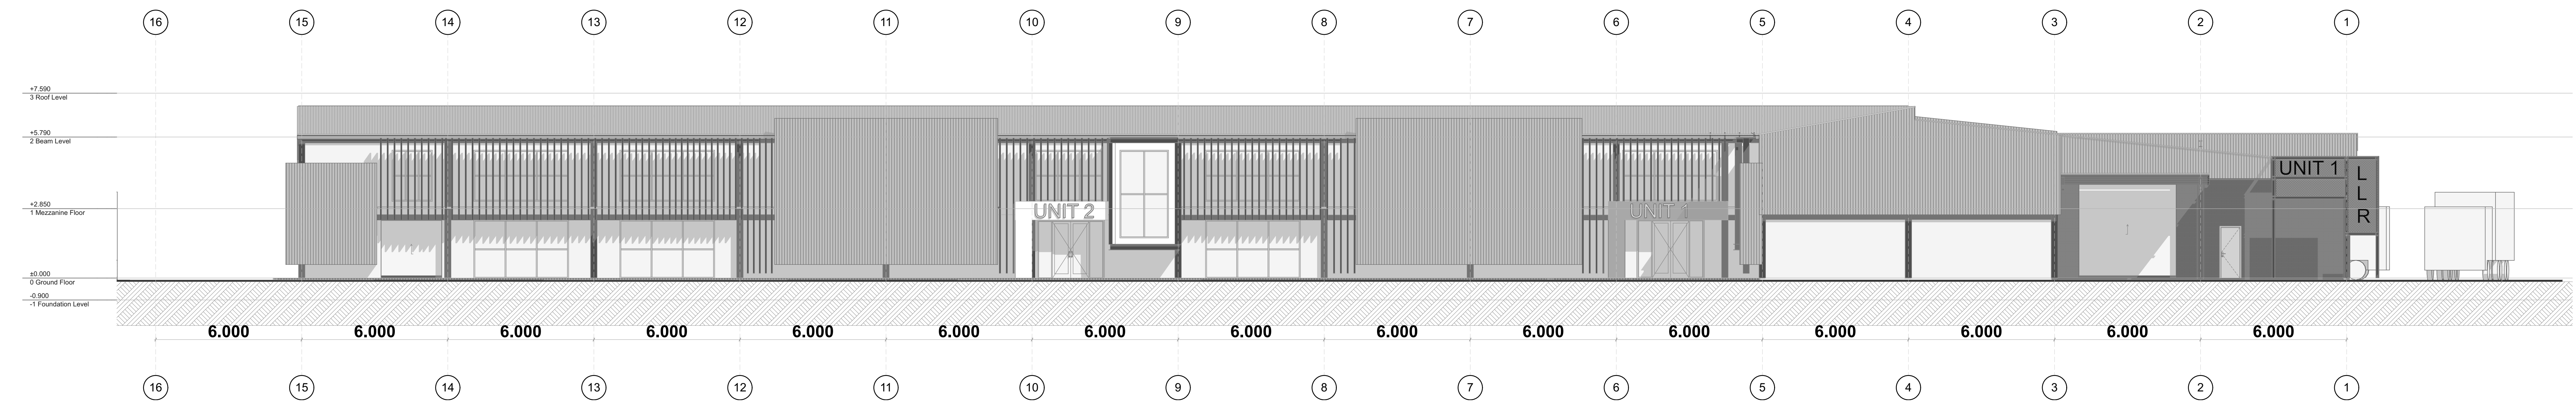 16 15 14 13 12 11 10 9 8 7 6 5 4 3 2 1
+7.590
3 Roof Level
+5.790
2 Beam Level
UNIT 1
L
L
R
+2.850
1 Mezzanine Floor
UNIT 2
UNIT 1
±0.000
0 Ground Floor
-0.900
-1 Foundation Level
6.000 6.000 6.000 6.000 6.000 6.000 6.000 6.000 6.000 6.000 6.000 6.000 6.000 6.000 6.000
16 15 14 13 12 11 10 9 8 7 6 5 4 3 2 1